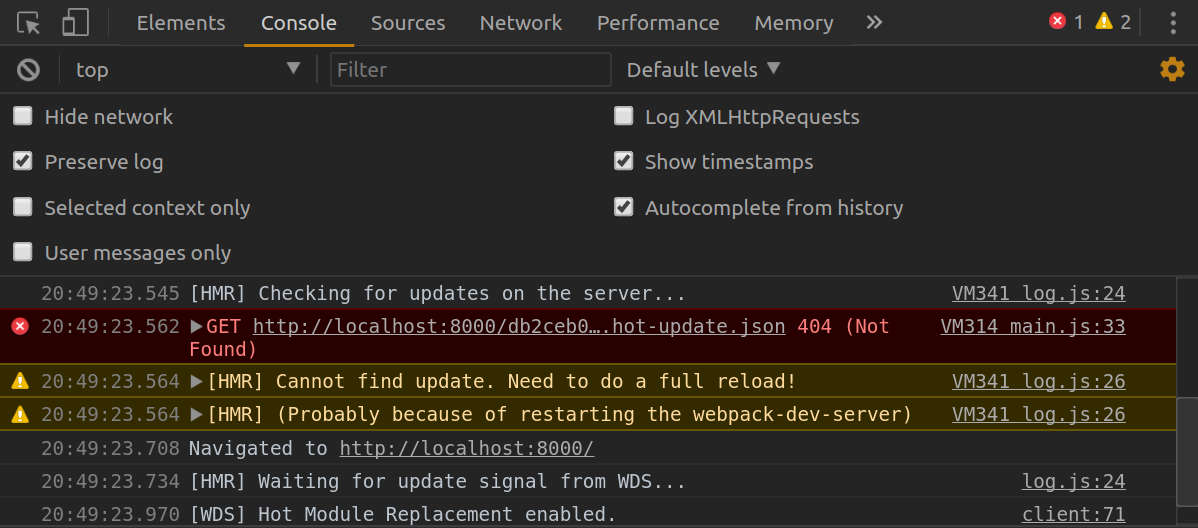 Elements Console Sources Network Performance Memory 1 2
top Filter Default levels
Hide network Log XMLHttpRequests
Preserve log Show timestamps
Selected context only Autocomplete from history
User messages only
20:49:23.545 [HMR] Checking for updates on the server... VM341 log.js:24
20:49:23.562 GET http://localhost:8000/db2ceb0….hot-update.json 404 (Not VM314 main.js:33
Found)
20:49:23.564 [HMR] Cannot find update. Need to do a full reload! VM341 log.js:26
20:49:23.564 [HMR] (Probably because of restarting the webpack-dev-server) VM341 log.js:26
20:49:23.708 Navigated to http://localhost:8000/
20:49:23.734 [HMR] Waiting for update signal from WDS... log.js:24
20:49:23.970 [WDS] Hot Module Replacement enabled. client:71